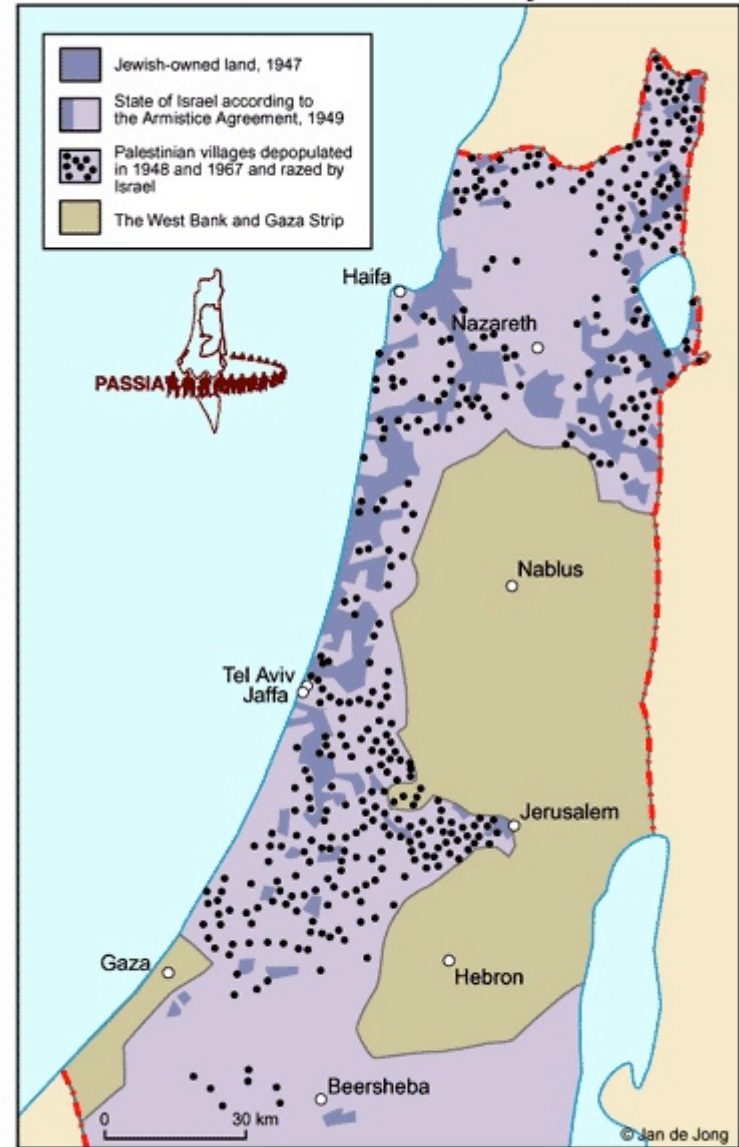 Jewish-owned land, 1947
State of Israel according to
the Armistice Agreement, 1949
Palestinian villages depopulated
in 1948 and 1967 and razed by
Israel
The West Bank and Gaza Strip
Haifa
Nazareth
PASSIA
Nablus
Tel Aviv
Jaffa
Jerusalem
Gaza
Hebron
Beersheba
0 30 km
© Jan de Jong